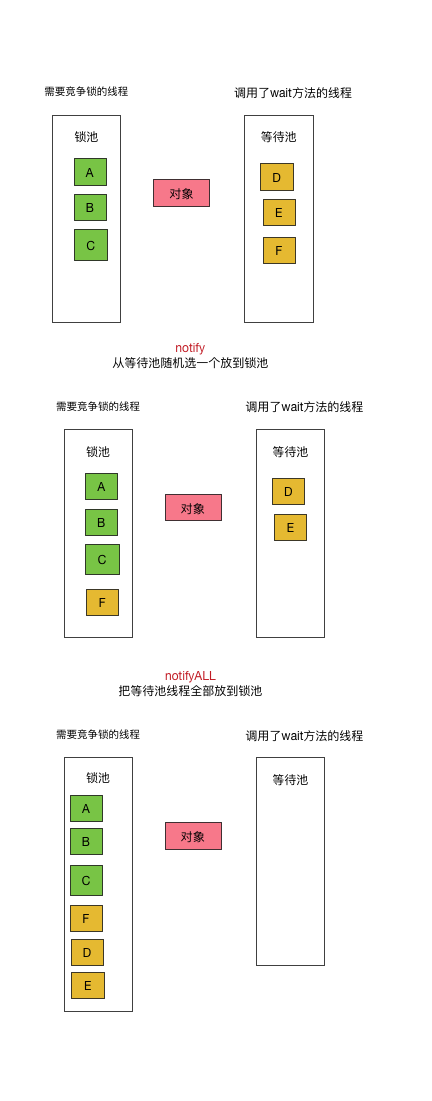 需要竞争锁的线程
调用了wait方法的线程
锁池
等待池
A
D
对象
B
E
C
F
notify
从等待池随机选一个放到锁池
需要竞争锁的线程
调用了wait方法的线程
锁池
等待池
A
D
对象
B
E
C
F
notifyALL
把等待池线程全部放到锁池
需要竞争锁的线程
调用了wait方法的线程
锁池
等待池
A
对象
B
C
F
D
E